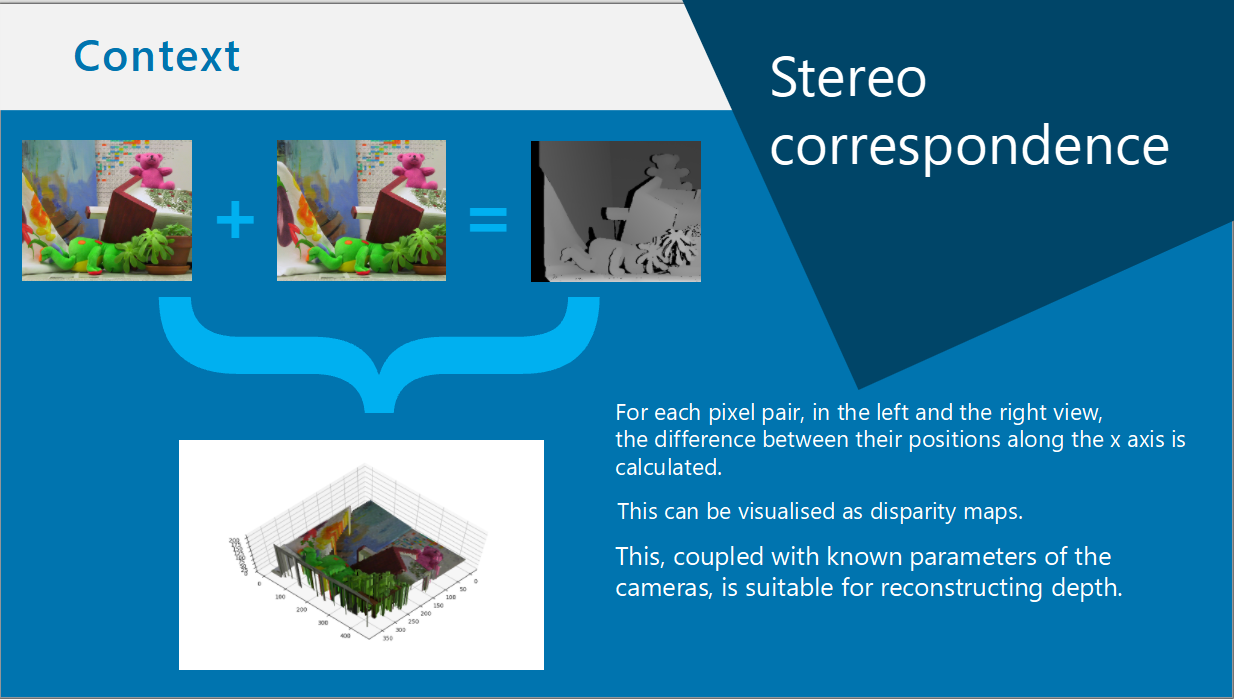 Context
Stereo
correspondence
+
=
For each pixel pair, in the left and the right view,
the difference between their positions along the x axis is
calculated.
This can be visualised as disparity maps.
This, coupled with known parameters of the
cameras, is suitable for reconstructing depth.
0
100
200
300
400
0
50
100
150
200
250
300
350